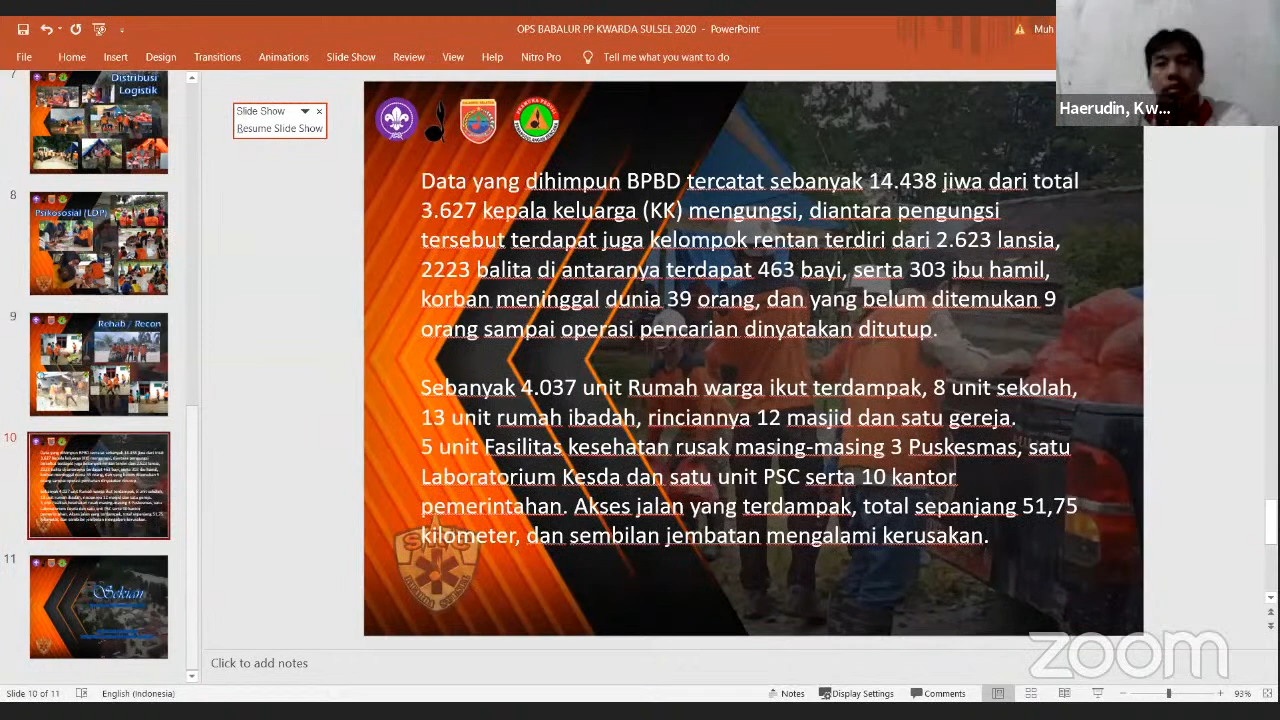 OPS BABALUR PP KWARDA SULSEL 2020 - PowerPoint
Muh
File Home Insert Design Transitions Animations Slide Show Review View Help Nitro Pro Tell me what you want to do
Haerudin, Kw...
7
Distribusi
Logistik
8
Psikososial (LDP)
9
Rehab / Recon
10
11
Sekian
Slide Show
Resume Slide Show
Data yang dihimpun BPBD tercatat sebanyak 14.438 jiwa dari total
3.627 kepala keluarga (KK) mengungsi, diantara pengungsi
tersebut terdapat juga kelompok rentan terdiri dari 2.623 lansia,
2223 balita di antaranya terdapat 463 bayi, serta 303 ibu hamil,
korban meninggal dunia 39 orang, dan yang belum ditemukan 9
orang sampai operasi pencarian dinyatakan ditutup.
Sebanyak 4.037 unit Rumah warga ikut terdampak, 8 unit sekolah,
13 unit rumah ibadah, rinciannya 12 masjid dan satu gereja.
5 unit Fasilitas kesehatan rusak masing-masing 3 Puskesmas, satu
Laboratorium Kesda dan satu unit PSC serta 10 kantor
pemerintahan. Akses jalan yang terdampak, total sepanjang 51,75
kilometer, dan sembilan jembatan mengalami kerusakan.
Click to add notes
zoom
Slide 10 of 11 English (Indonesia) Notes Display Settings Comments 93%